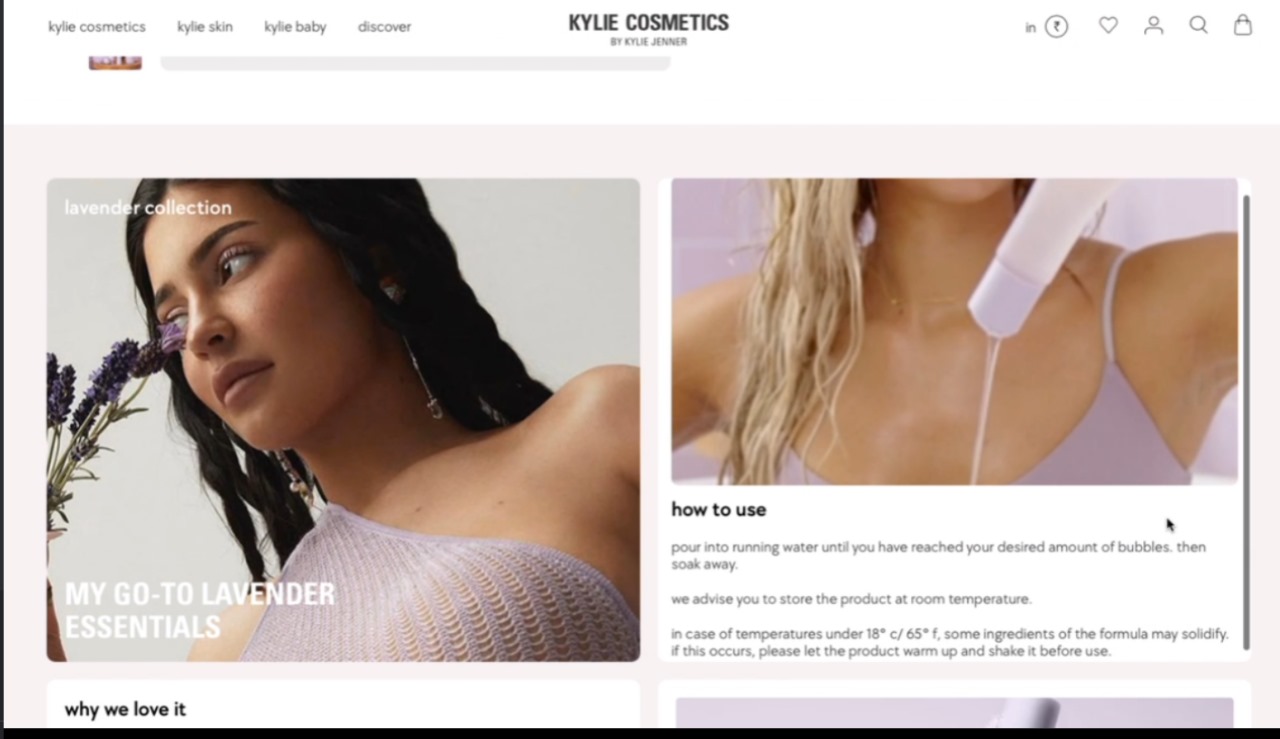 kylie cosmetics
kylie skin
kylie baby
discover
KYLIE COSMETICS
BY KYLIE JENNER
in ₹
lavender collection
MY GO-TO LAVENDER
ESSENTIALS
how to use
pour into running water until you have reached your desired amount of bubbles. then
soak away.
we advise you to store the product at room temperature.
in case of temperatures under 18° c/ 65° f, some ingredients of the formula may solidify.
if this occurs, please let the product warm up and shake it before use.
why we love it